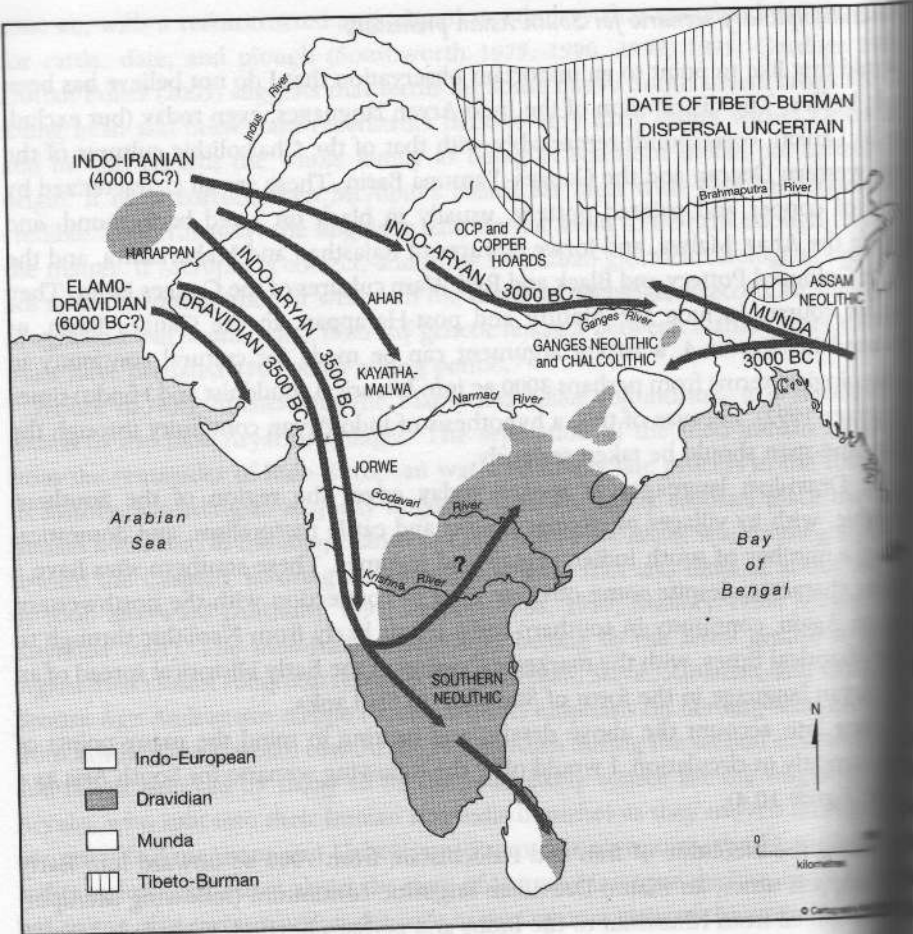 DATE OF TIBETO-BURMAN
DISPERSAL UNCERTAIN
Indus River
INDO-IRANIAN
(4000 BC?)
Brahmaputra River
OCP and
COPPER
HOARDS
INDO-ARYAN
3000 BC
HARAPPAN
ASSAM
NEOLITHIC
ELAMO-
DRAVIDIAN
(6000 BC?)
INDO-ARYAN
3500 BC
DRAVIDIAN
3500 BC
AHAR
MUNDA
3000 BC
Ganges River
GANGES NEOLITHIC
and CHALCOLITHIC
KAYATHA-
MALWA
Narmad River
JORWE
Godavari
River
Arabian
Sea
Bay
of
Bengal
?
Krishna River
SOUTHERN
NEOLITHIC
N
Indo-European
Dravidian
Munda
Tibeto-Burman
0
kilometres